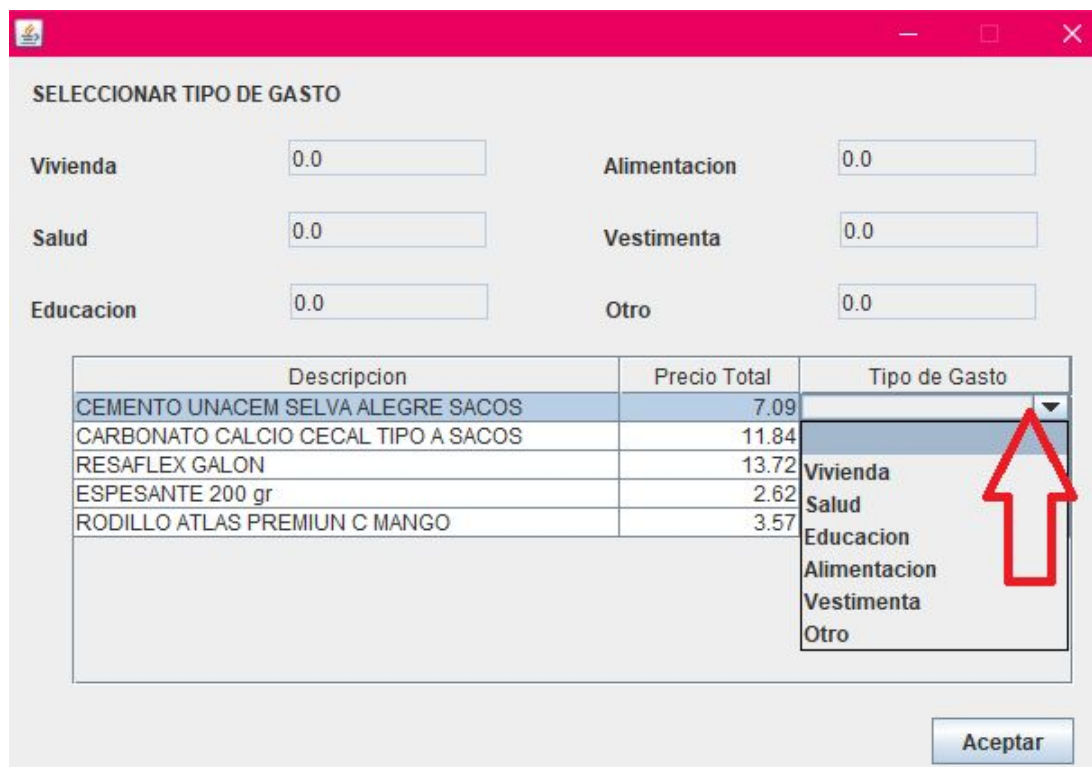 SELECCIONAR TIPO DE GASTO
Vivienda 0.0 Alimentacion 0.0
Salud 0.0 Vestimenta 0.0
Educacion 0.0 Otro 0.0
Descripcion Precio Total Tipo de Gasto
CEMENTO UNACEM SELVA ALEGRE SACOS 7.09
CARBONATO CALCIO CECAL TIPO A SACOS 11.84
RESAFLEX GALON 13.72
ESPESANTE 200 gr 2.62
RODILLO ATLAS PREMIUN C MANGO 3.57
Vivienda
Salud
Educacion
Alimentacion
Vestimenta
Otro
Aceptar